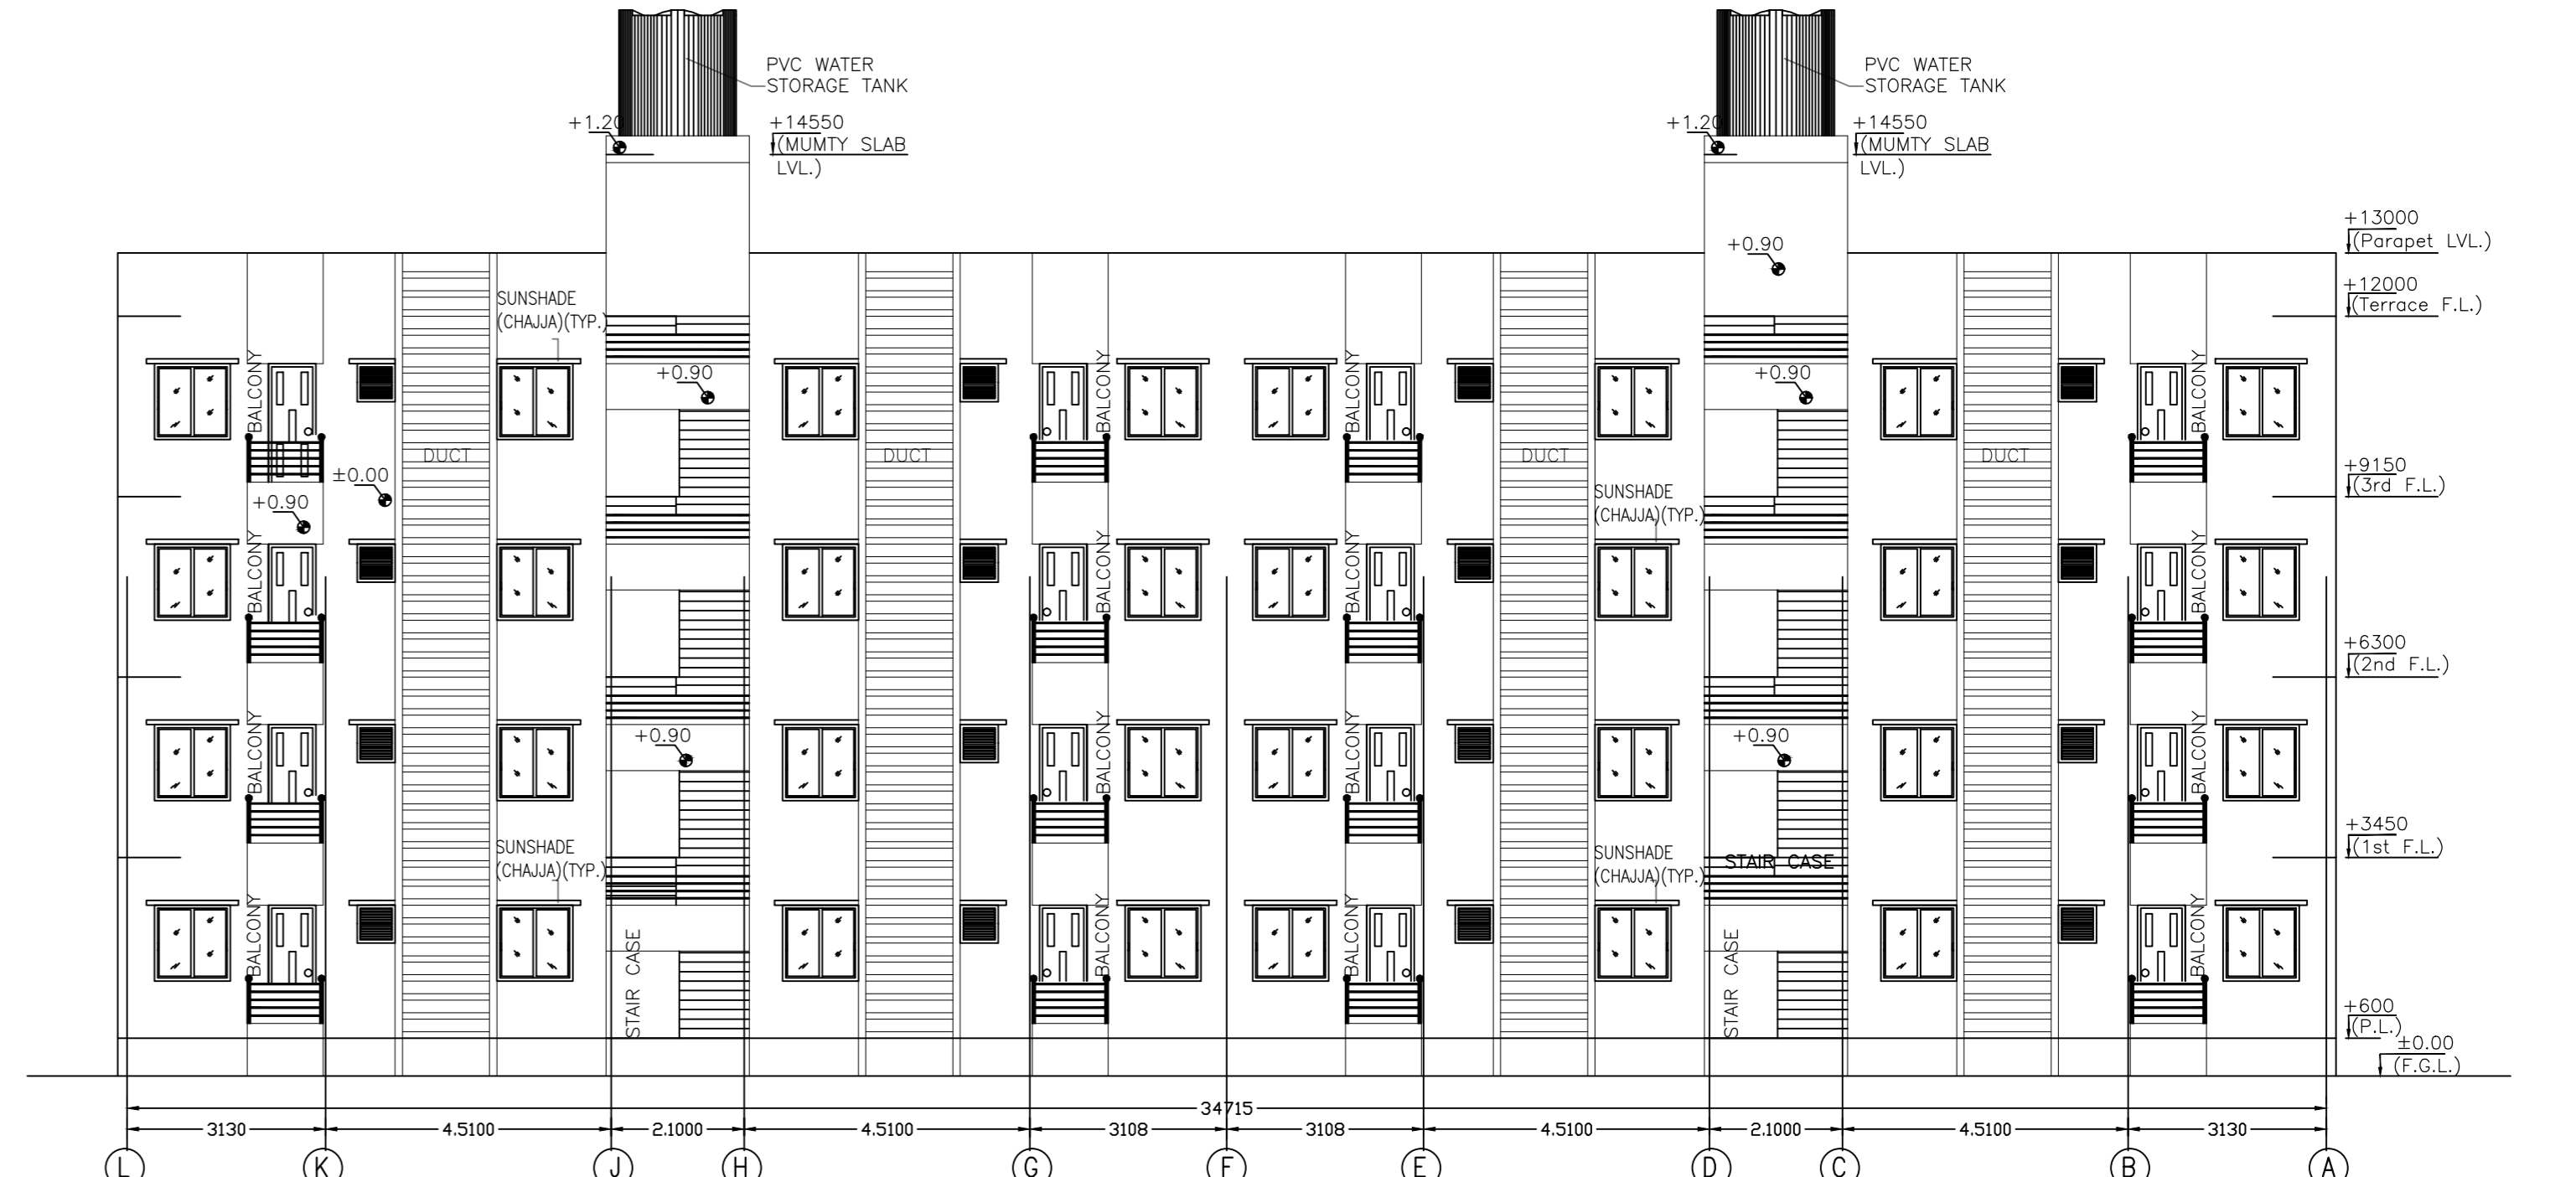 PVC WATER
STORAGE TANK
PVC WATER
STORAGE TANK
+1.20
+14550
(MUMTY SLAB
LVL.)
+1.20
+14550
(MUMTY SLAB
LVL.)
+13000
(Parapet LVL.)
+0.90
+12000
(Terrace F.L.)
SUNSHADE
(CHAJJA)(TYP.)
BALCONY
+0.90
BALCONY
BALCONY
+0.90
BALCONY
DUCT
DUCT
DUCT
DUCT
±0.00
+0.90
+9150
(3rd F.L.)
SUNSHADE
(CHAJJA)(TYP.)
BALCONY
BALCONY
BALCONY
BALCONY
+6300
(2nd F.L.)
BALCONY
+0.90
BALCONY
BALCONY
+0.90
BALCONY
+3450
(1st F.L.)
SUNSHADE
(CHAJJA)(TYP.)
SUNSHADE
(CHAJJA)(TYP.)
STAIR CASE
BALCONY
STAIR CASE
BALCONY
BALCONY
STAIR CASE
BALCONY
+600
(P.L.)
±0.00
(F.G.L.)
34715
3130 4.5100 2.1000 4.5100 3108 3108 4.5100 2.1000 4.5100 3130
L K J H G F E D C B A